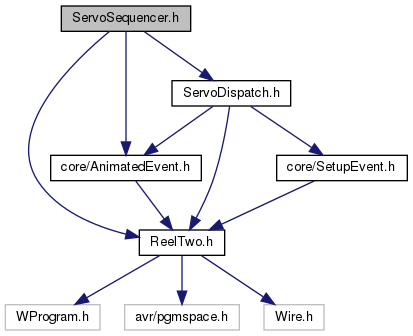 ServoSequencer.h
ServoDispatch.h
core/AnimatedEvent.h
core/SetupEvent.h
ReelTwo.h
WProgram.h
avr/pgmspace.h
Wire.h